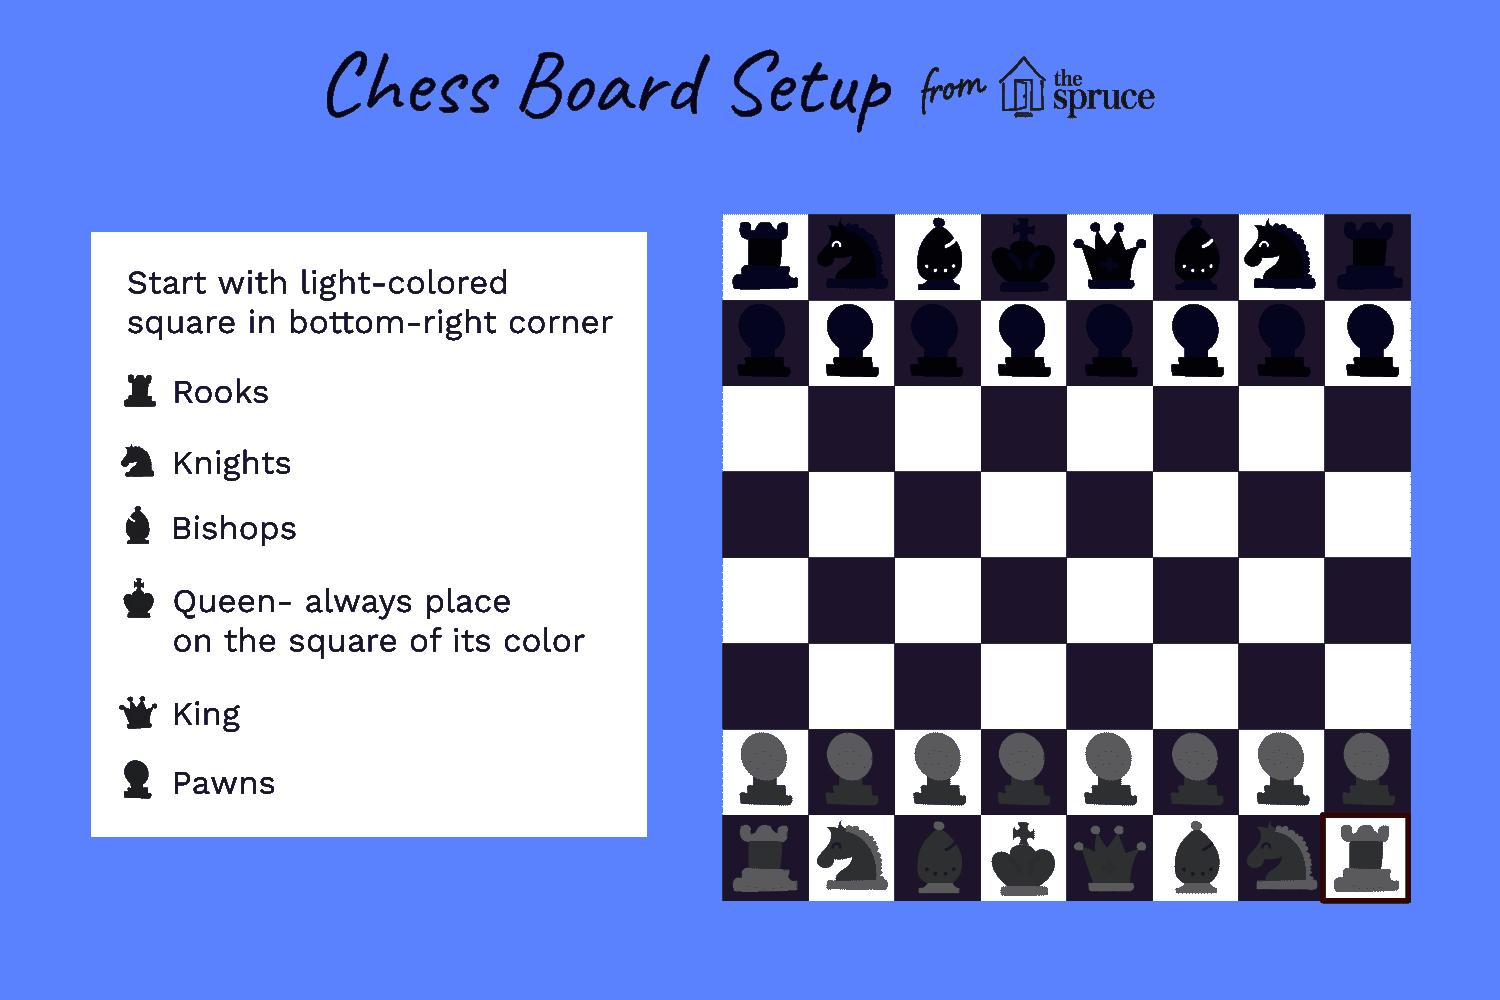 Chess Board Setup from the spruce
Start with light-colored
square in bottom-right corner
Rooks
Knights
Bishops
Queen- always place
on the square of its color
King
Pawns